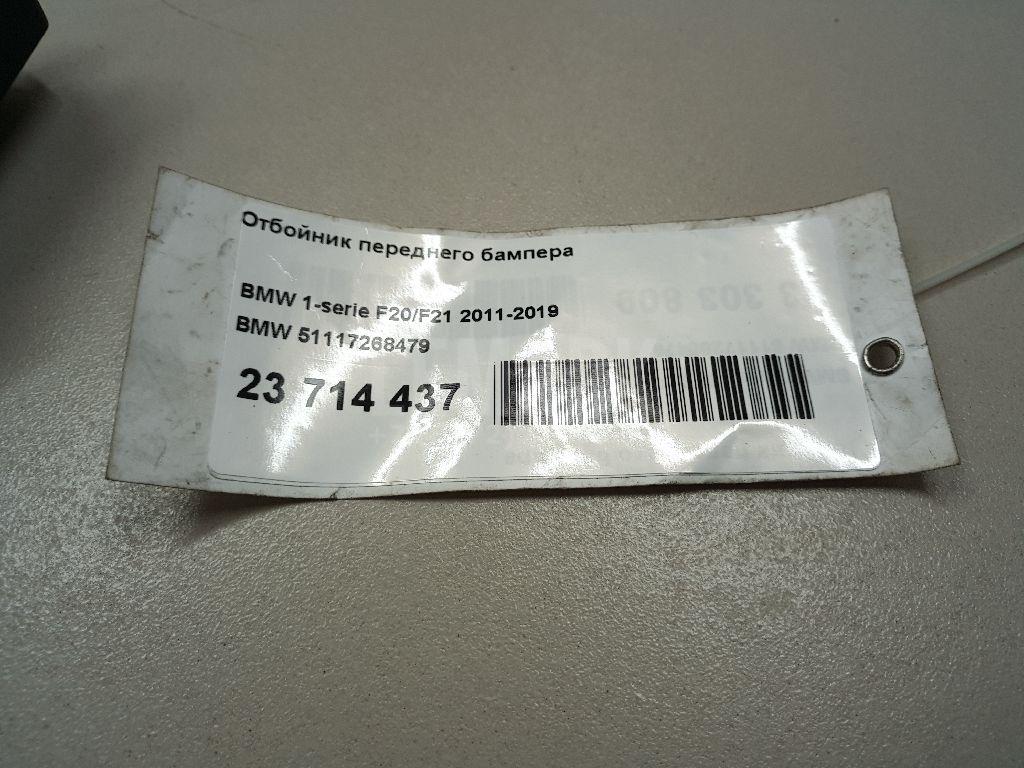 Отбойник переднего бампера
BMW 1-serie F20/F21 2011-2019
BMW 51117268479
23 714 437